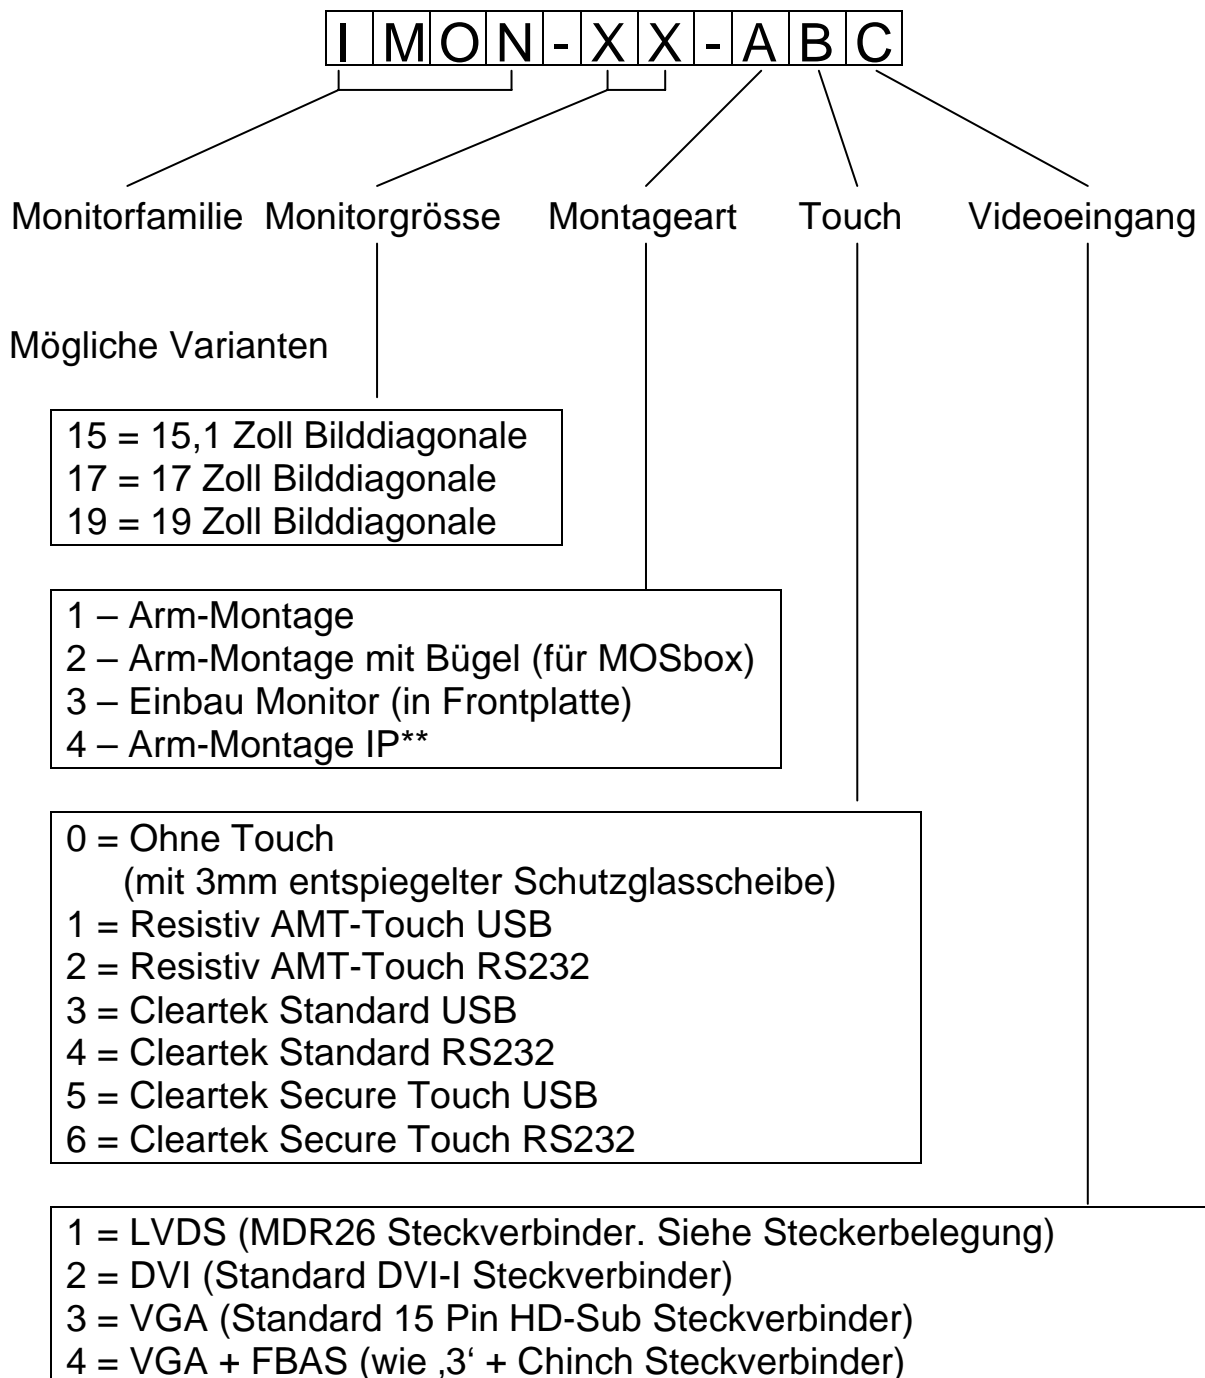 IMON-XX-ABC
Monitorfamilie Monitorgrösse Montageart Touch Videoeingang
Mögliche Varianten
15 = 15,1 Zoll Bilddiagonale
17 = 17 Zoll Bilddiagonale
19 = 19 Zoll Bilddiagonale
1 – Arm-Montage
2 – Arm-Montage mit Bügel (für MOSbox)
3 – Einbau Monitor (in Frontplatte)
4 – Arm-Montage IP**
0 = Ohne Touch
(mit 3mm entspiegelter Schutzglasscheibe)
1 = Resistiv AMT-Touch USB
2 = Resistiv AMT-Touch RS232
3 = Cleartek Standard USB
4 = Cleartek Standard RS232
5 = Cleartek Secure Touch USB
6 = Cleartek Secure Touch RS232
1 = LVDS (MDR26 Steckverbinder. Siehe Steckerbelegung)
2 = DVI (Standard DVI-I Steckverbinder)
3 = VGA (Standard 15 Pin HD-Sub Steckverbinder)
4 = VGA + FBAS (wie ‚3‘ + Chinch Steckverbinder)